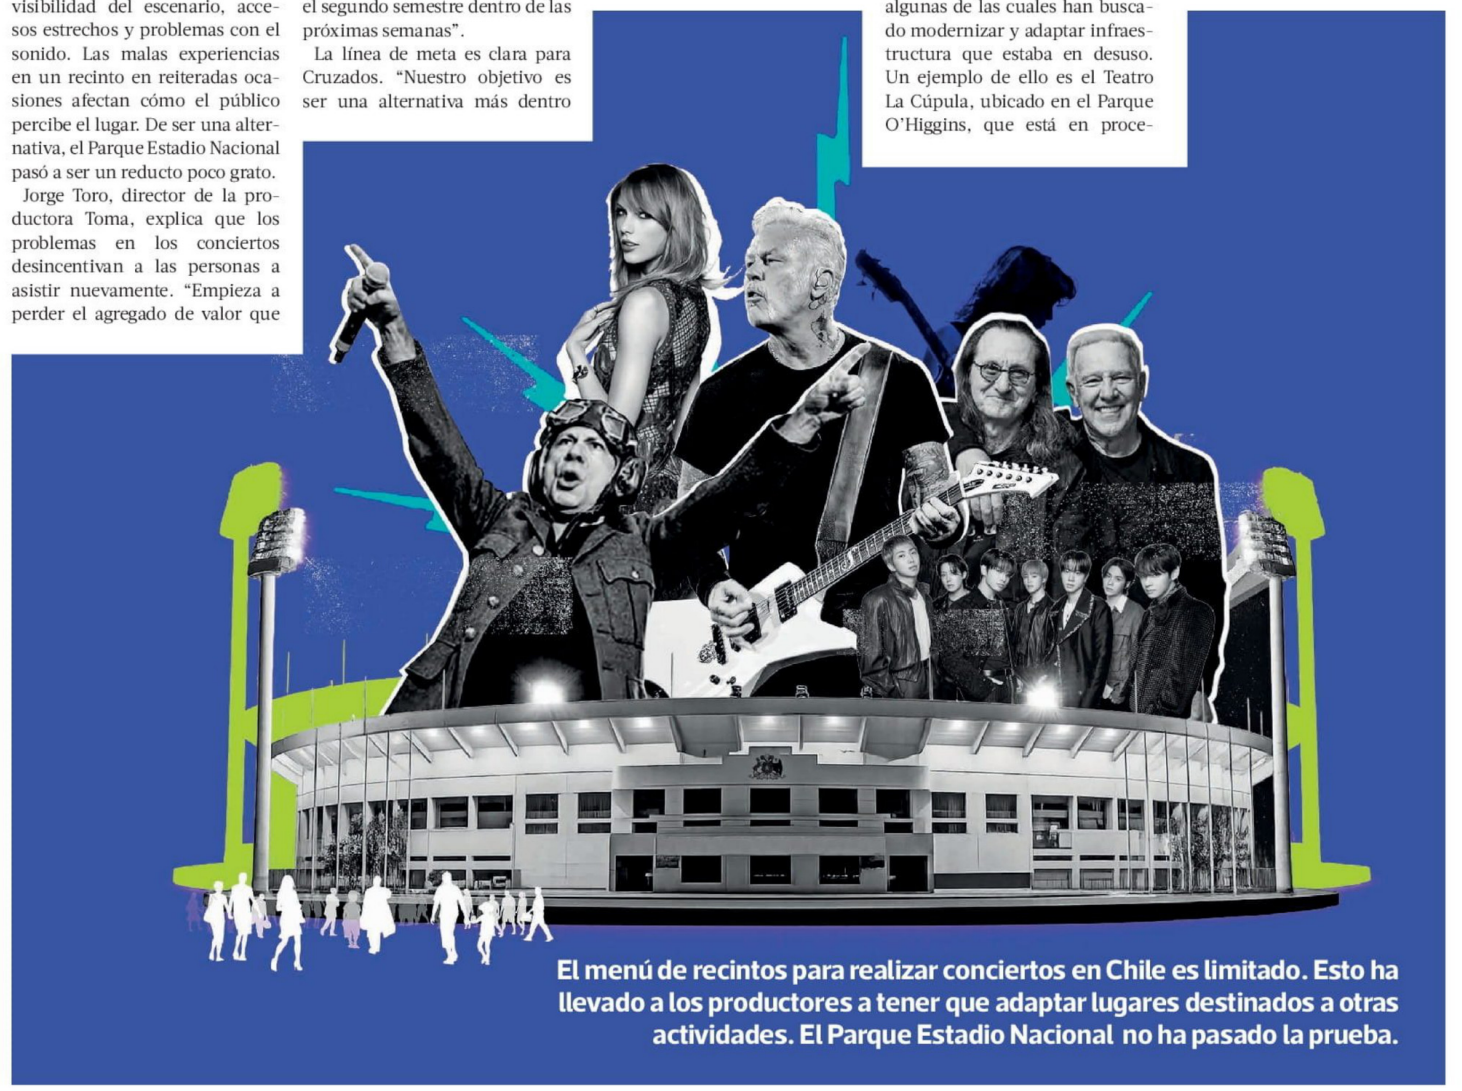 visibilidad del escenario, acce-
sos estrechos y problemas con el
sonido. Las malas experiencias
en un recinto en reiteradas oca-
siones afectan cómo el público
percibe el lugar. De ser una alter-
nativa, el Parque Estadio Nacional
pasó a ser un reducto poco grato.
Jorge Toro, director de la pro-
ductora Toma, explica que los
problemas en los conciertos
desincentivan a las personas a
asistir nuevamente. “Empieza a
perder el agregado de valor que
el segundo semestre dentro de las
próximas semanas”.
La línea de meta es clara para
Cruzados. “Nuestro objetivo es
ser una alternativa más dentro
algunas de las cuales han busca-
do modernizar y adaptar infraes-
tructura que estaba en desuso.
Un ejemplo de ello es el Teatro
La Cúpula, ubicado en el Parque
O’Higgins, que está en proce-
El menú de recintos para realizar conciertos en Chile es limitado. Esto ha
llevado a los productores a tener que adaptar lugares destinados a otras
actividades. El Parque Estadio Nacional no ha pasado la prueba.